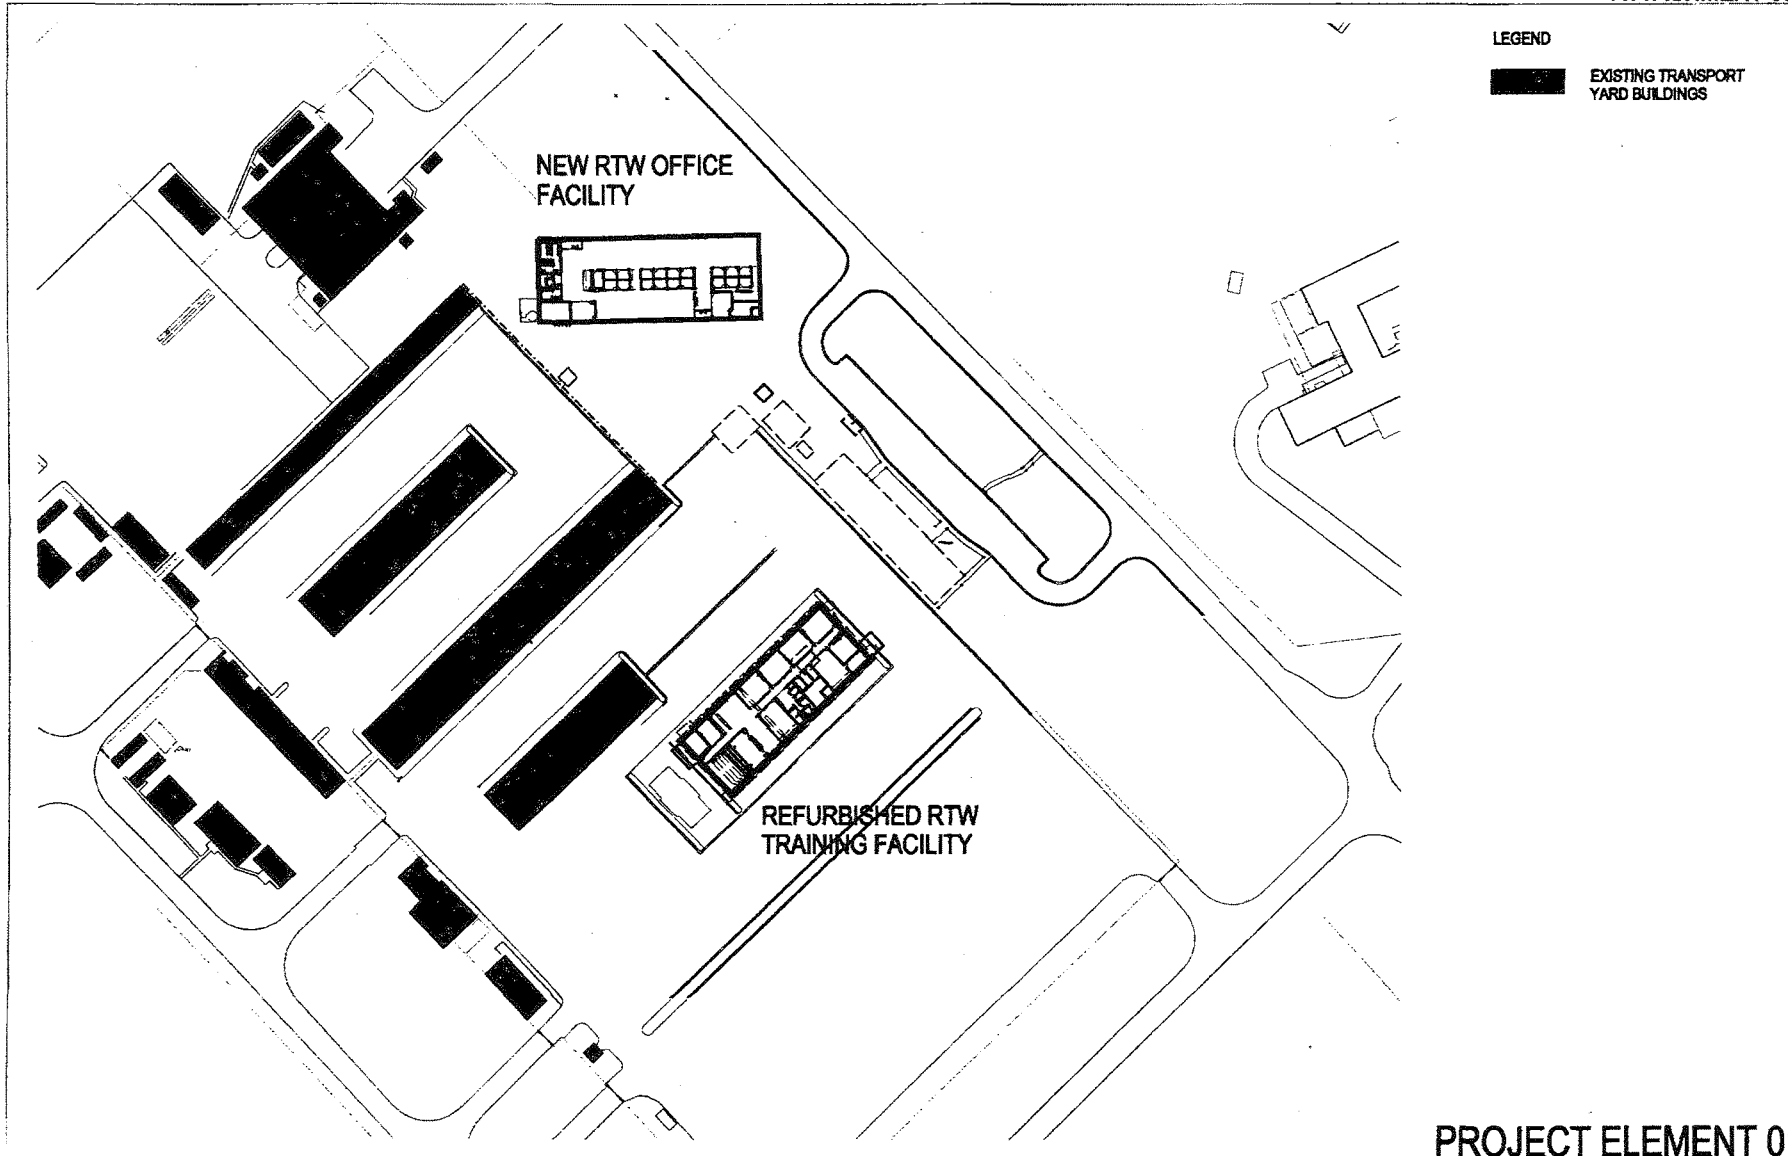 LEGEND
EXISTING TRANSPORT
YARD BUILDINGS
NEW RTW OFFICE
FACILITY
REFURBISHED RTW
TRAINING FACILITY
PROJECT ELEMENT 0